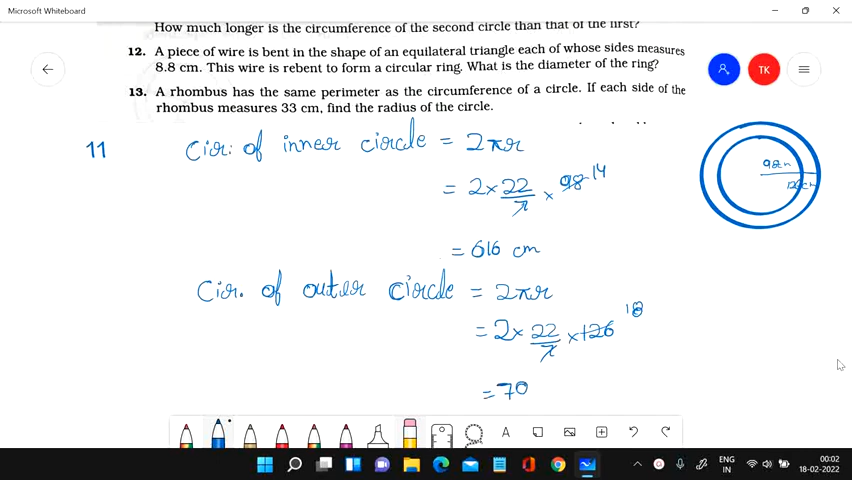 Microsoft Whiteboard
How much longer is the circumference of the second circle than that of the first?
12. A piece of wire is bent in the shape of an equilateral triangle each of whose sides measures
8.8 cm. This wire is rebent to form a circular ring. What is the diameter of the ring?
TK
13. A rhombus has the same perimeter as the circumference of a circle. If each side of the
rhombus measures 33 cm, find the radius of the circle.
11 Cir. of inner circle = 2πr
= 2 × 22/7 × 98 14
= 616 cm
Cir. of outer circle = 2πr
= 2 × 22/7 × 126 18
= 70
A
ENG
IN
00:02
18-02-2022